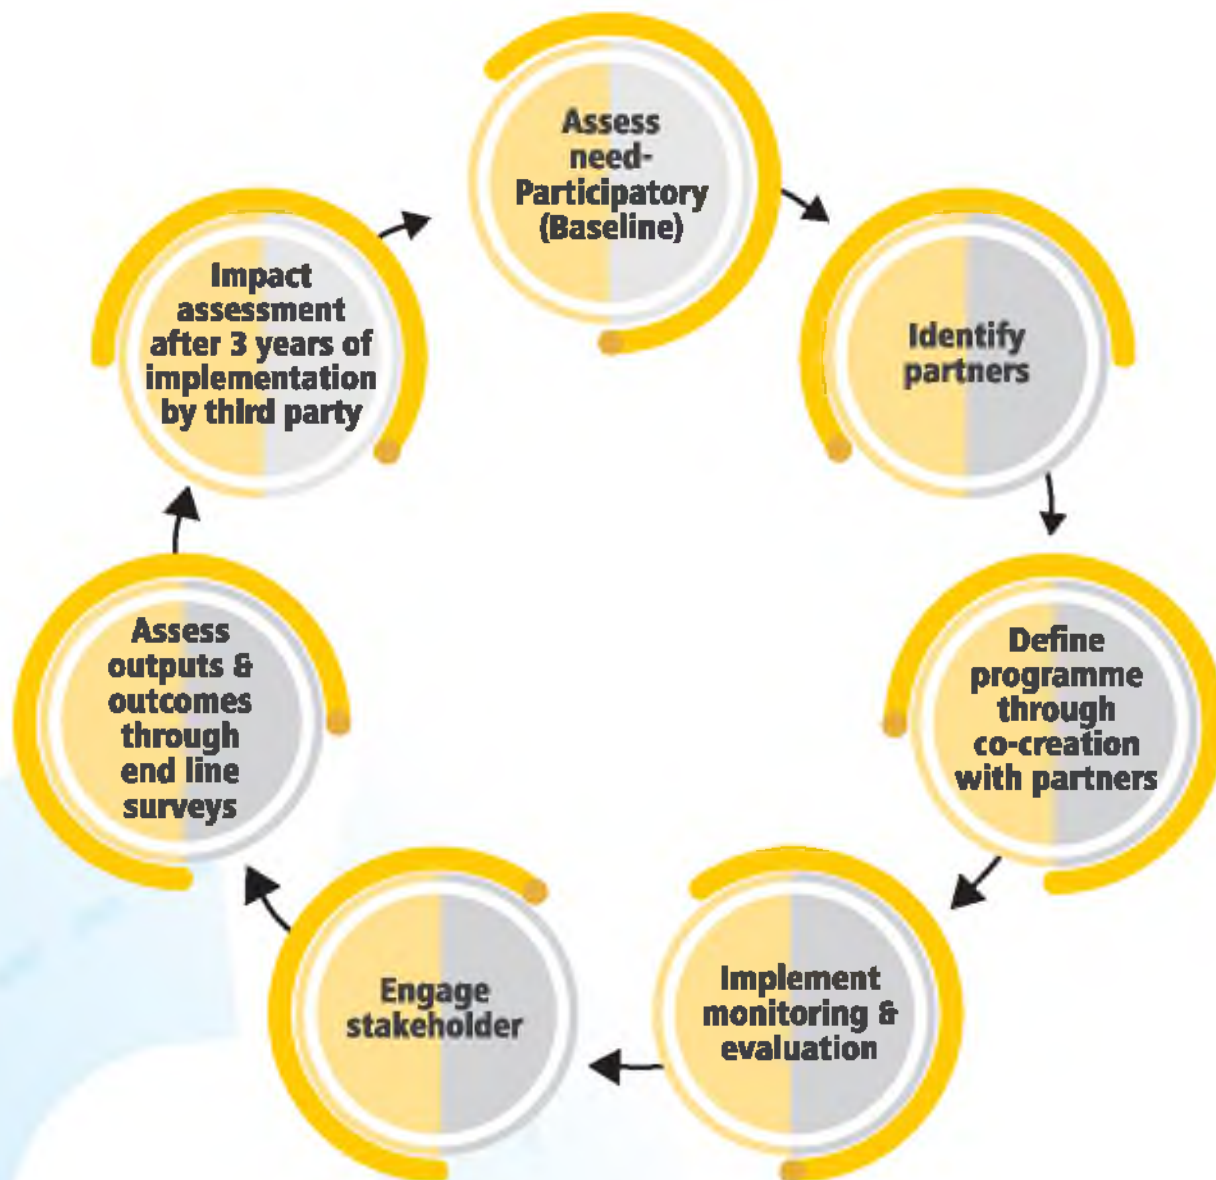 Assess
need-
Participatory
(Baseline)
Identify
partners
Define
programme
through
co-creation
with partners
Implement
monitoring &
evaluation
Engage
stakeholder
Assess
outputs &
outcomes
through
end line
surveys
Impact
assessment
after 3 years of
implementation
by third party